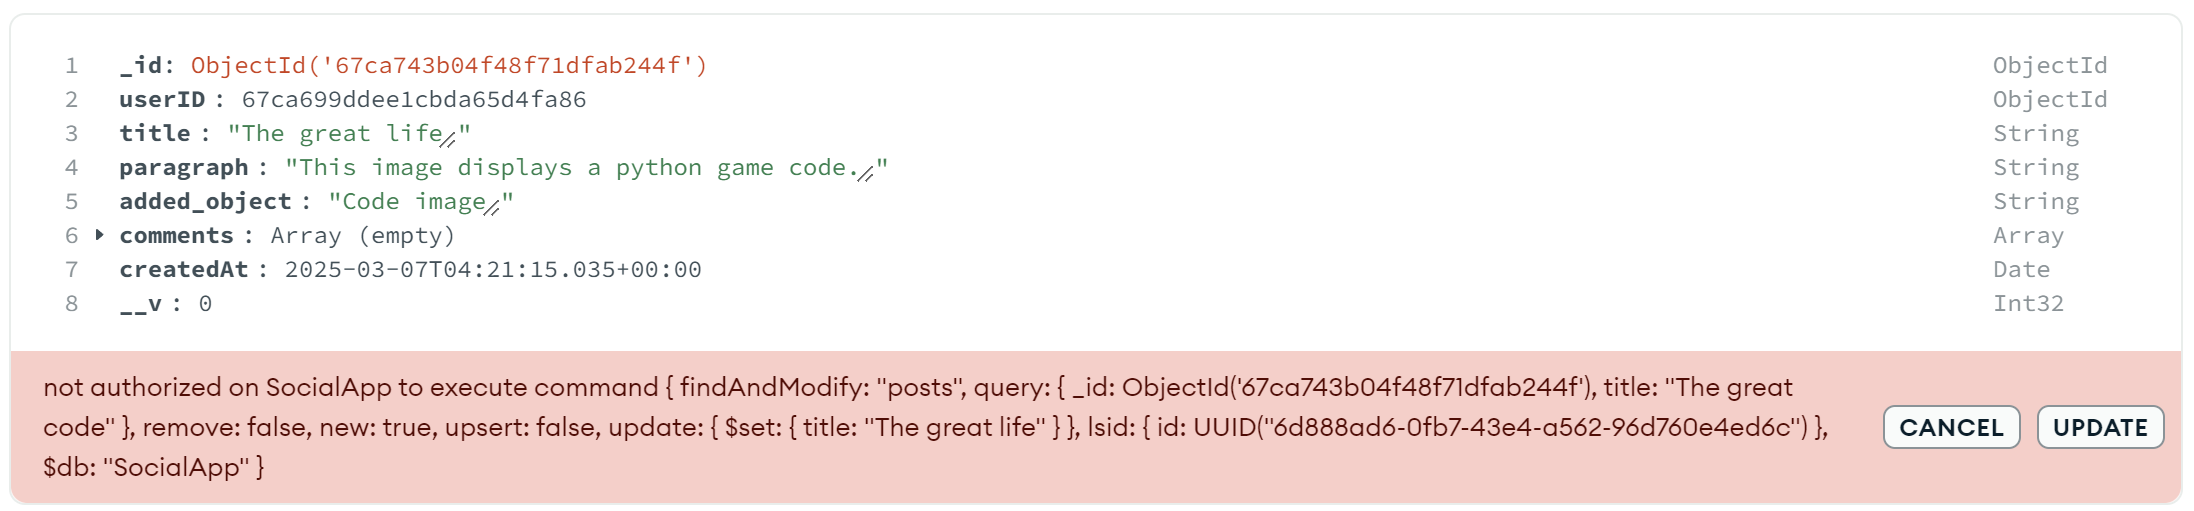 1 _id: ObjectId('67ca743b04f48f71dfab244f') ObjectId
2 userID : 67ca699ddee1cbda65d4fa86 ObjectId
3 title : "The great life" String
4 paragraph : "This image displays a python game code." String
5 added_object : "Code image" String
6 comments : Array (empty) Array
7 createdAt : 2025-03-07T04:21:15.035+00:00 Date
8 __v : 0 Int32
not authorized on SocialApp to execute command { findAndModify: "posts", query: { _id: ObjectId('67ca743b04f48f71dfab244f'), title: "The great
code" }, remove: false, new: true, upsert: false, update: { $set: { title: "The great life" } }, lsid: { id: UUID("6d888ad6-0fb7-43e4-a562-96d760e4ed6c") },
$db: "SocialApp" }
CANCEL UPDATE